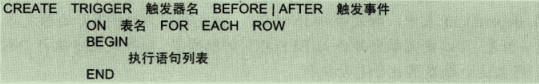 CREATE TRIGGER 触发器名 BEFORE | AFTER 触发事件
ON 表名 FOR EACH ROW
BEGIN
执行语句列表
END